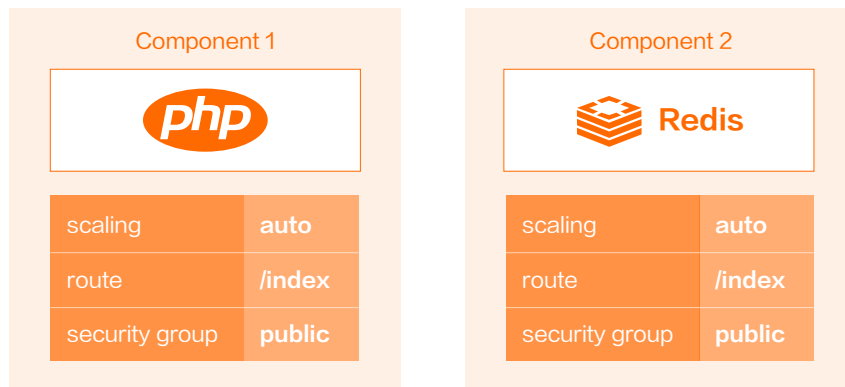 Component 1
php
scaling auto
route /index
security group public
Component 2
Redis
scaling auto
route /index
security group public